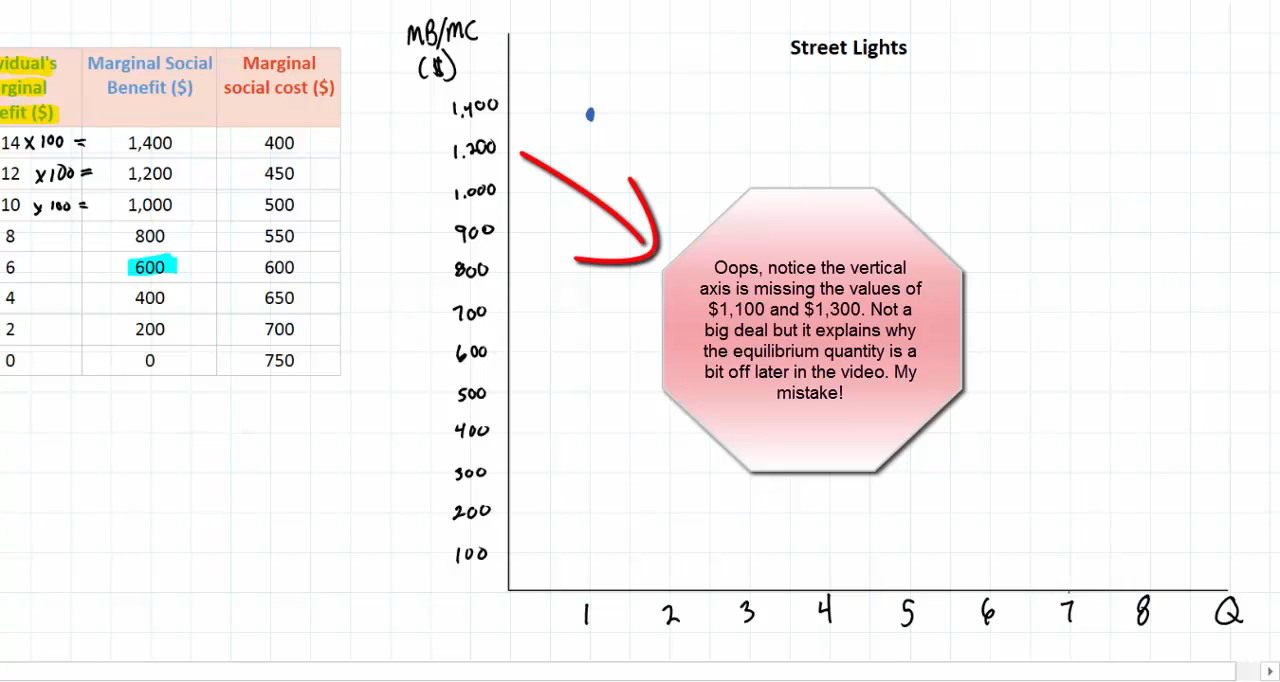 vidual's Marginal Social Marginal
rginal Benefit ($) social cost ($)
efit ($)
14 x 100 = 1,400 400
12 x 100 = 1,200 450
10 x 100 = 1,000 500
8 800 550
6 600 600
4 400 650
2 200 700
0 0 750
MB/MC
($)
Street Lights
1,400
1.200
1.000
900
800
700
600
500
400
300
200
100
Oops, notice the vertical
axis is missing the values of
$1,100 and $1,300. Not a
big deal but it explains why
the equilibrium quantity is a
bit off later in the video. My
mistake!
1 2 3 4 5 6 7 8 Q